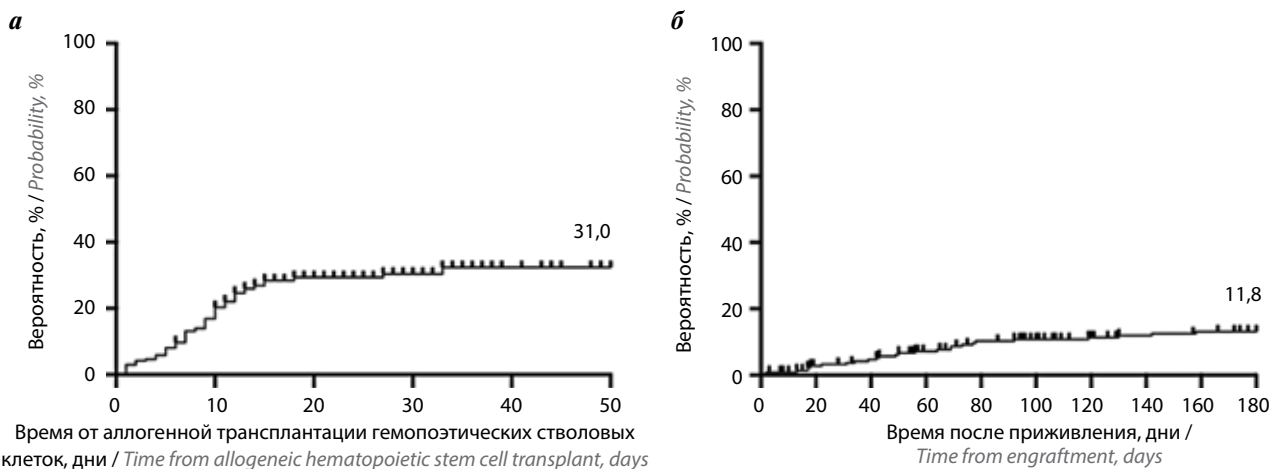 а
100
80
60
40
20
0
Вероятность, % / Probability, %
31,0
0 10 20 30 40 50
Время от аллогенной трансплантации гемопоэтических стволовых
клеток, дни / Time from allogeneic hematopoietic stem cell transplant, days
б
100
80
60
40
20
0
Вероятность, % / Probability, %
11,8
0 20 40 60 80 100 120 140 160 180
Время после приживления, дни /
Time from engraftment, days